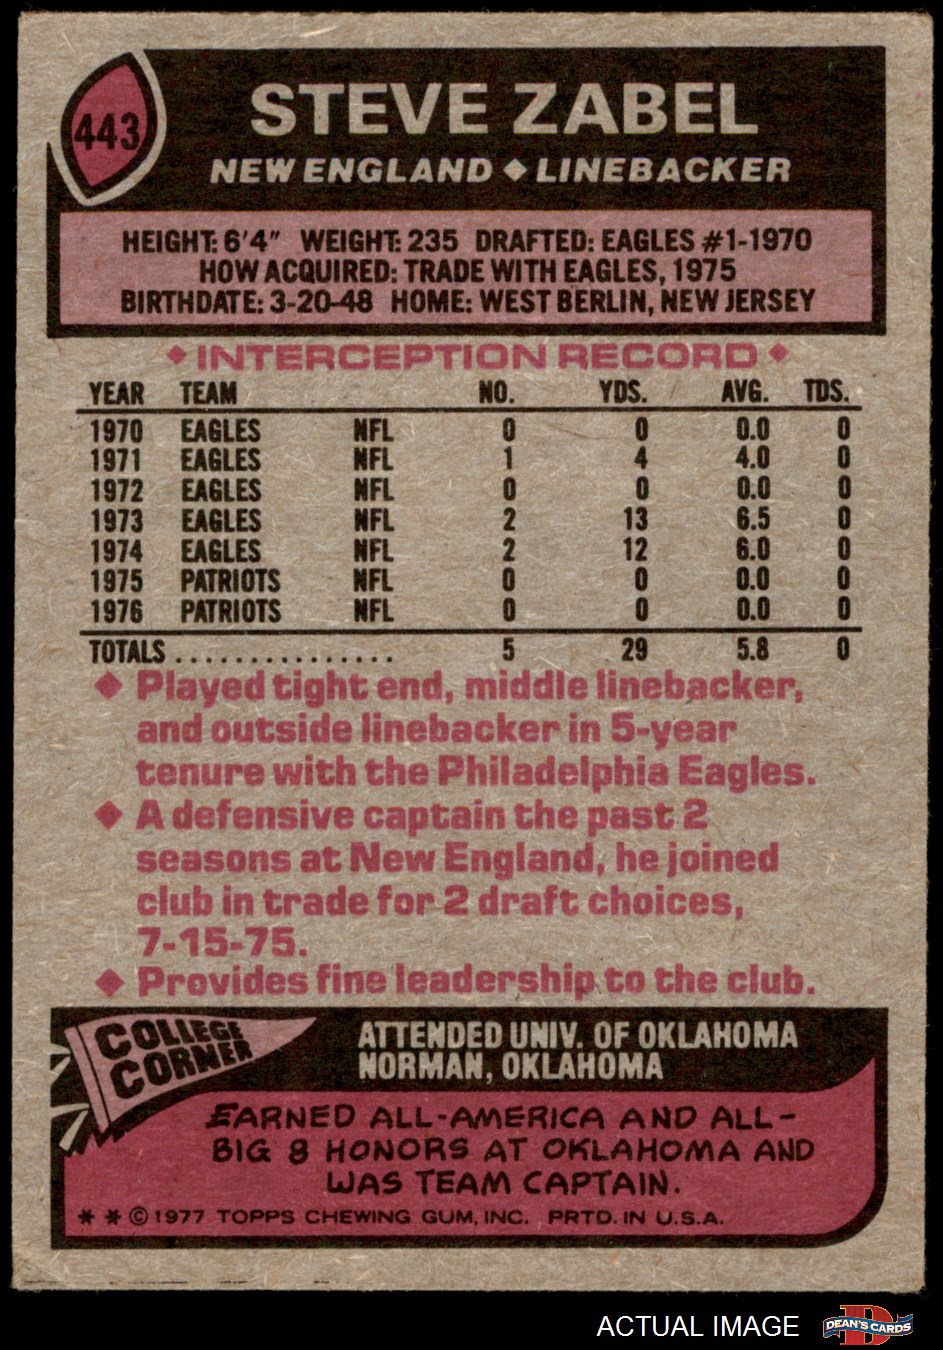 443
STEVE ZABEL
NEW ENGLAND ◆ LINEBACKER
HEIGHT: 6'4" WEIGHT: 235 DRAFTED: EAGLES #1-1970
HOW ACQUIRED: TRADE WITH EAGLES, 1975
BIRTHDATE: 3-20-48 HOME: WEST BERLIN, NEW JERSEY
◆ INTERCEPTION RECORD ◆
YEAR TEAM NO. YDS. AVG. TDS.
1970 EAGLES NFL 0 0 0.0 0
1971 EAGLES NFL 1 4 4.0 0
1972 EAGLES NFL 0 0 0.0 0
1973 EAGLES NFL 2 13 6.5 0
1974 EAGLES NFL 2 12 6.0 0
1975 PATRIOTS NFL 0 0 0.0 0
1976 PATRIOTS NFL 0 0 0.0 0
TOTALS ................ 5 29 5.8 0
◆ Played tight end, middle linebacker,
and outside linebacker in 5-year
tenure with the Philadelphia Eagles.
◆ A defensive captain the past 2
seasons at New England, he joined
club in trade for 2 draft choices,
7-15-75.
◆ Provides fine leadership to the club.
COLLEGE
CORNER
ATTENDED UNIV. OF OKLAHOMA
NORMAN, OKLAHOMA
EARNED ALL-AMERICA AND ALL-
BIG 8 HONORS AT OKLAHOMA AND
WAS TEAM CAPTAIN.
* * © 1977 TOPPS CHEWING GUM, INC. PRTD. IN U.S.A.
ACTUAL IMAGE
D
DEAN'S CARDS